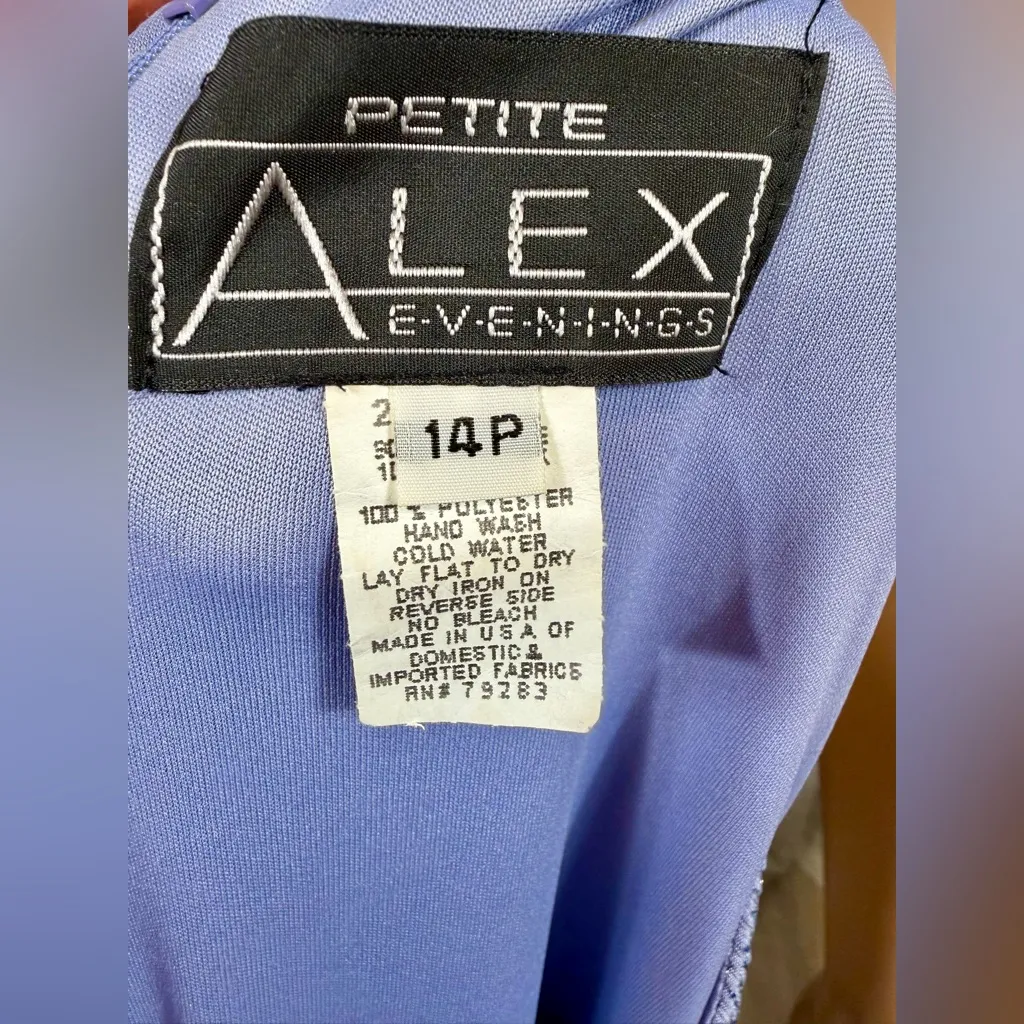 PETITE
ALEX
E·V·E·N·I·N·G·S
14P
100 % POLYESTER
HAND WASH
COLD WATER
LAY FLAT TO DRY
DRY IRON ON
REVERSE SIDE
NO BLEACH
MADE IN U S A OF
DOMESTIC &
IMPORTED FABRICS
RN# 79283